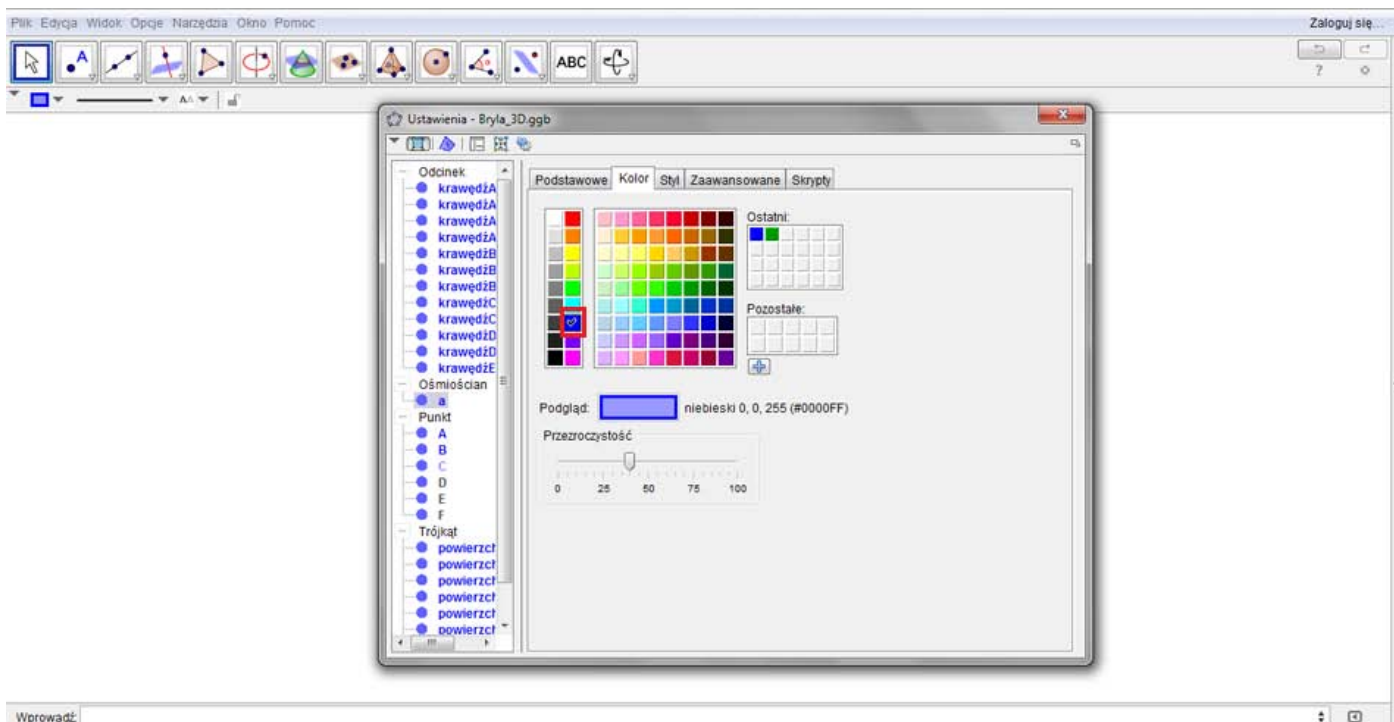 Plik Edycja Widok Opcje Narzędzia Okno Pomoc
Zaloguj się...
A
ABC
?
AA
Ustawienia - Bryla_3D.ggb
Odcinek
krawędźA
krawędźA
krawędźA
krawędźA
krawędźB
krawędźB
krawędźB
krawędźC
krawędźC
krawędźD
krawędźD
krawędźE
Ośmiościan
a
Punkt
A
B
C
D
E
F
Trójkąt
powierzch
powierzch
powierzch
powierzch
powierzch
powierzch
Podstawowe Kolor Styl Zaawansowane Skrypty
Ostatni:
Pozostałe:
Podgląd: niebieski 0, 0, 255 (#0000FF)
Przezroczystość
0 25 50 75 100
Wprowadź: